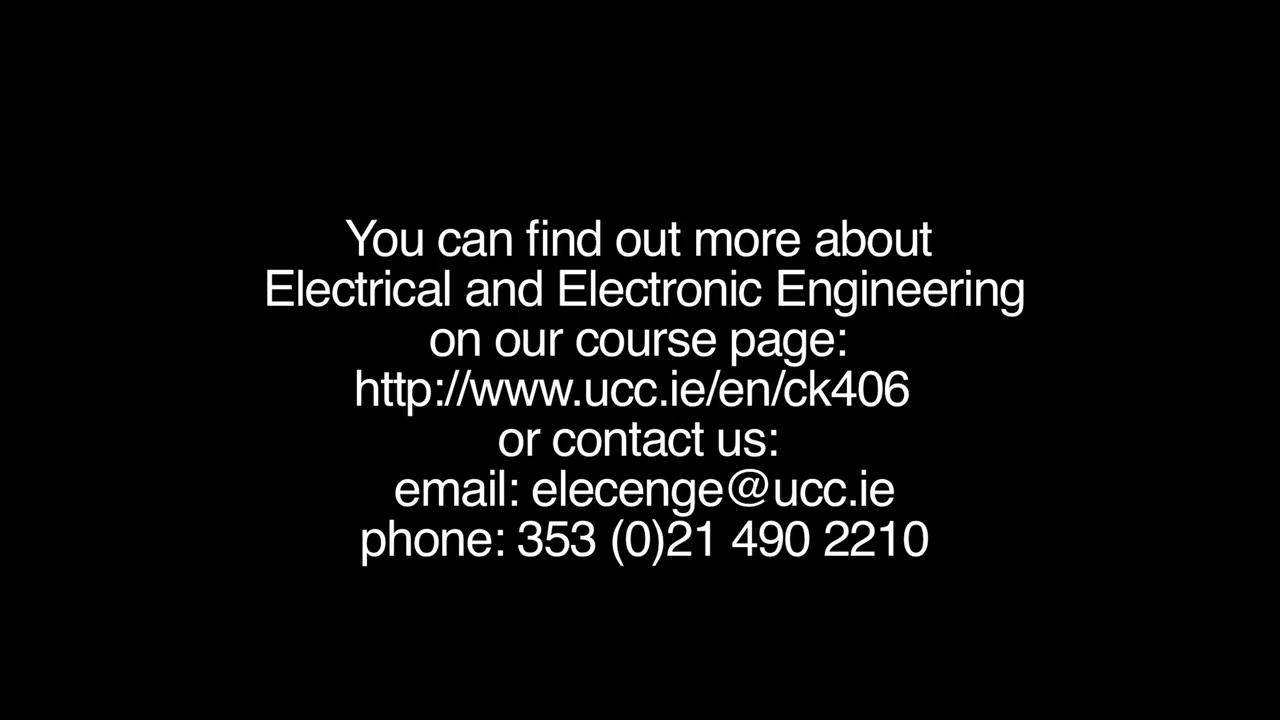 You can find out more about
Electrical and Electronic Engineering
on our course page:
http://www.ucc.ie/en/ck406
or contact us:
email: elecenge@ucc.ie
phone: 353 (0)21 490 2210